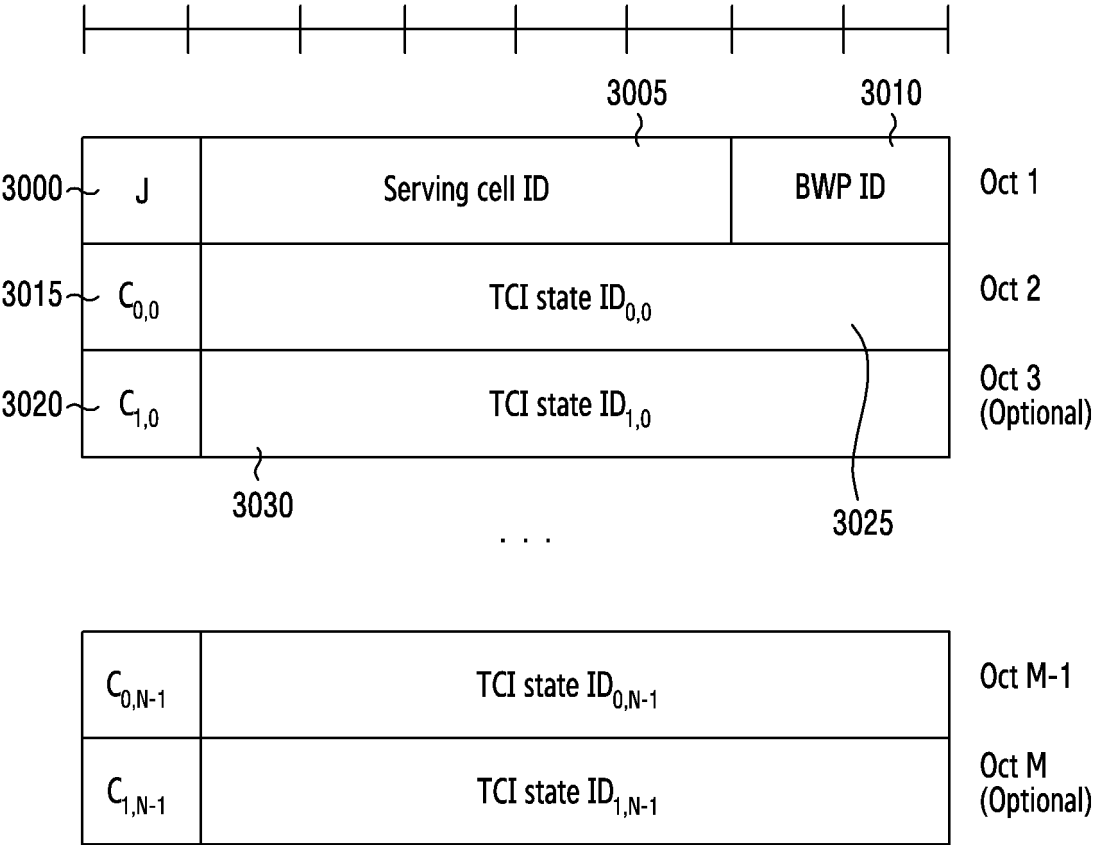 3005 3010
3000 J Serving cell ID BWP ID Oct 1
3015 C0,0 TCI state ID0,0 Oct 2
3020 C1,0 TCI state ID1,0 Oct 3
(Optional)
3030 3025
. . .
C0,N-1 TCI state ID0,N-1 Oct M-1
C1,N-1 TCI state ID1,N-1 Oct M
(Optional)